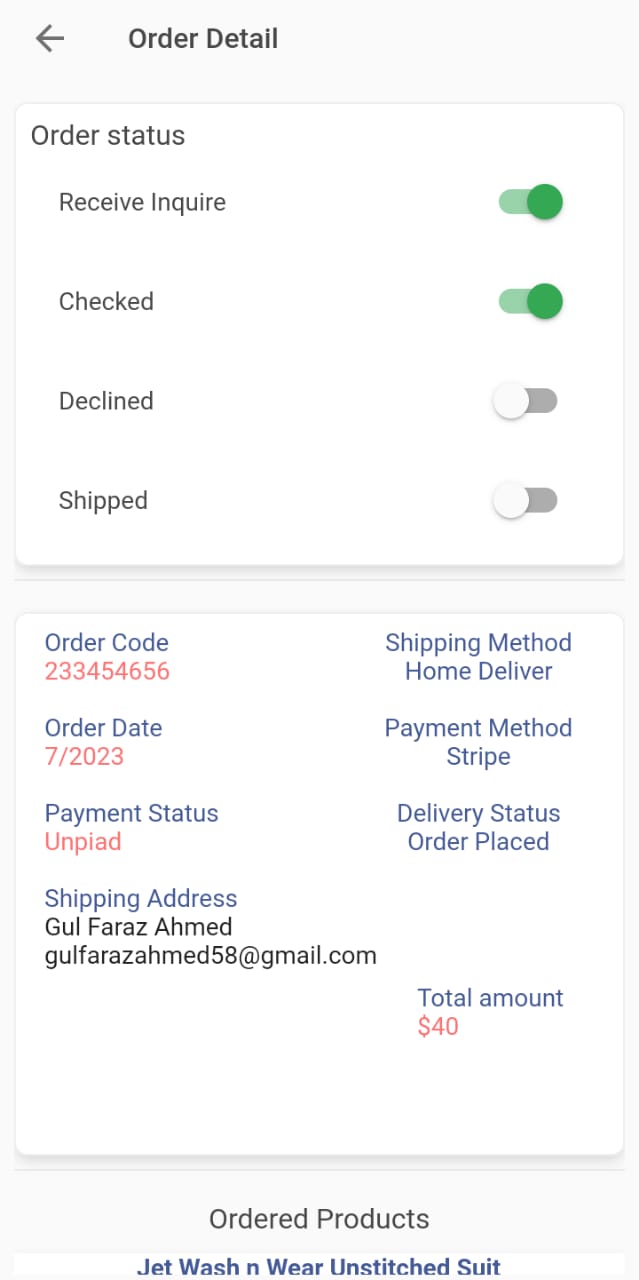 Order Detail
Order status
Receive Inquire
Checked
Declined
Shipped
Order Code
233454656
Shipping Method
Home Deliver
Order Date
7/2023
Payment Method
Stripe
Payment Status
Unpiad
Delivery Status
Order Placed
Shipping Address
Gul Faraz Ahmed
gulfarazahmed58@gmail.com
Total amount
$40
Ordered Products
Jet Wash n Wear Unstitched Suit